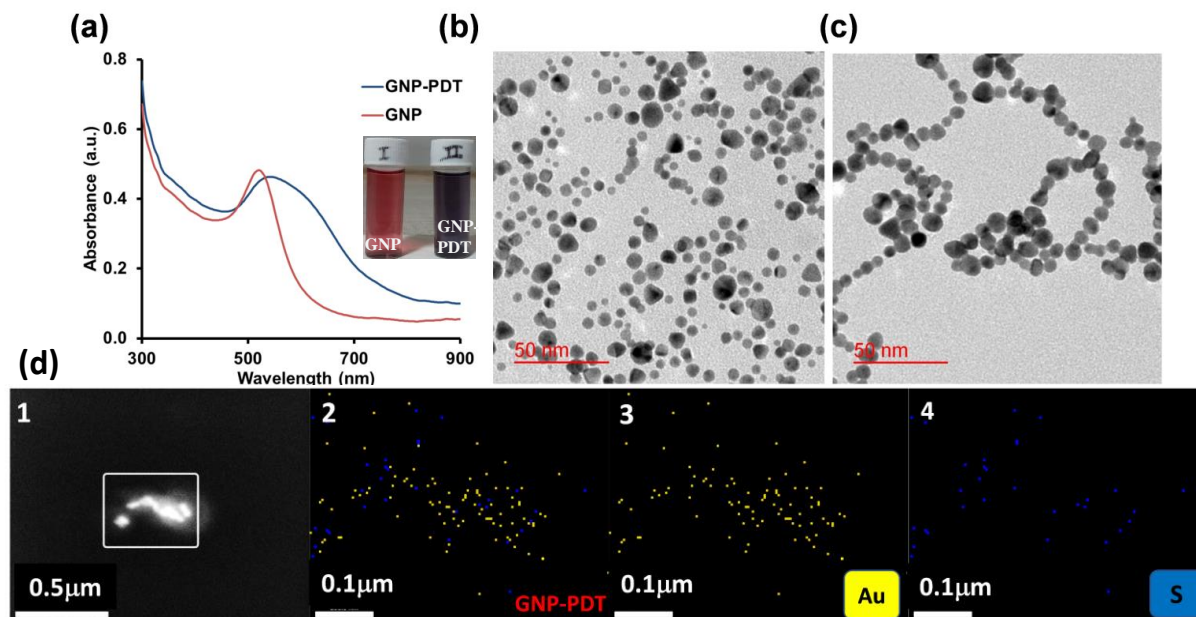 (a)
(b)
(c)
0.8
0.6
0.4
0.2
0.0
Absorbance (a.u.)
GNP-PDT
GNP
I
II
GNP
GNP-
PDT
300
500
700
900
Wavelength (nm)
50 nm
50 nm
(d)
1
2
3
4
0.5μm
0.1μm
GNP-PDT
0.1μm
Au
0.1μm
S